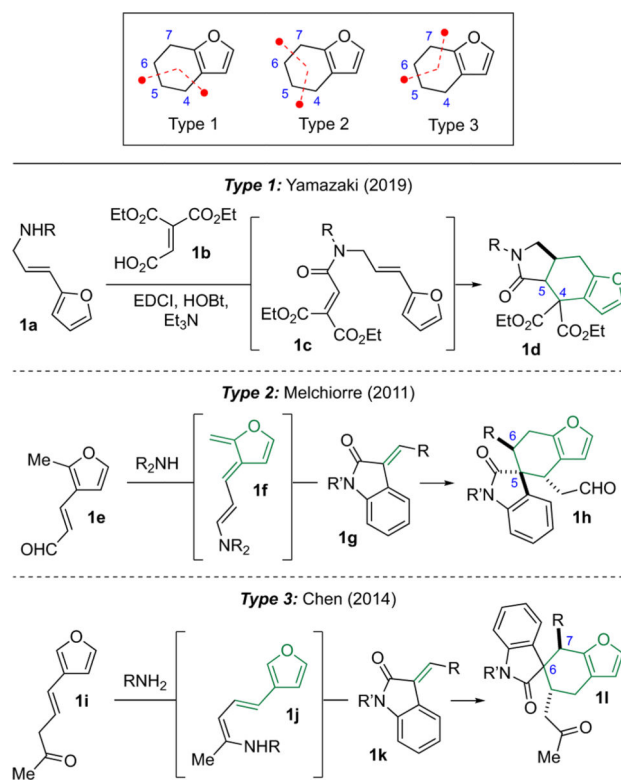 7 7 7
6 6 6
5 5 5
4 4 4
Type 1 Type 2 Type 3
Type 1: Yamazaki (2019)
NHR
O
1a
EtO2C CO2Et
HO2C 1b
EDCI, HOBt,
Et3N
R
N
O
O
EtO2C CO2Et
1c
R N
O
5 4
O
EtO2C CO2Et
1d
Type 2: Melchiorre (2011)
Me O
1e
CHO
R2NH
O
1f
NR2
O R
N
R' 1g
R 6 O
O 5
R'N CHO
1h
Type 3: Chen (2014)
O
1i
O
Me
RNH2
O
1j
Me NHR
O R
N
R' 1k
R
7
O
R'N 6
O 1l
O
Me